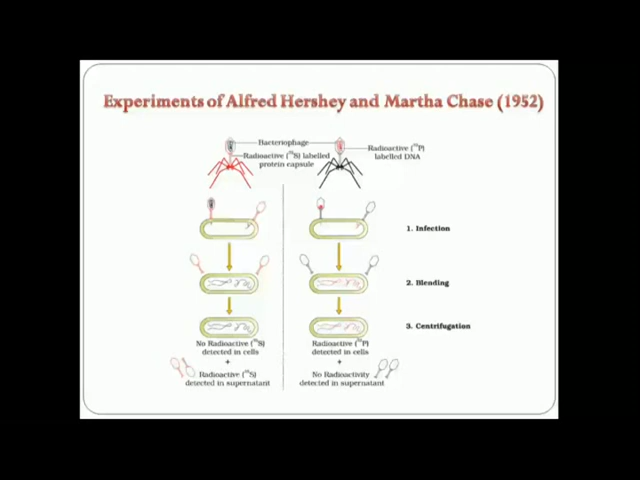 Experiments of Alfred Hershey and Martha Chase (1952)
Bacteriophage
Radioactive (³⁵S) labelled
protein capsule
Radioactive (³²P)
labelled DNA
1. Infection
2. Blending
3. Centrifugation
No Radioactive (³⁵S)
detected in cells
+
Radioactive (³⁵S)
detected in supernatant
Radioactive (³²P)
detected in cells
+
No Radioactivity
detected in supernatant